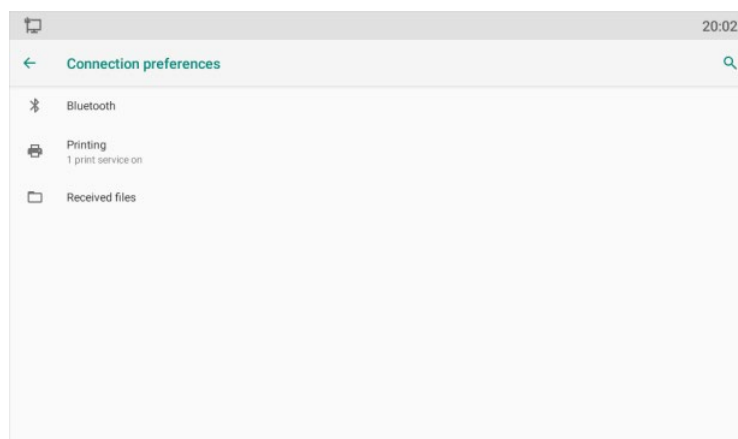 20:02
Connection preferences
Bluetooth
Printing
1 print service on
Received files